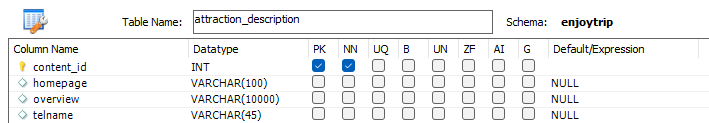 Table Name: attraction_description Schema: enjoytrip
Column Name Datatype PK NN UQ B UN ZF AI G Default/Expression
content_id INT
homepage VARCHAR(100) NULL
overview VARCHAR(10000) NULL
telname VARCHAR(45) NULL